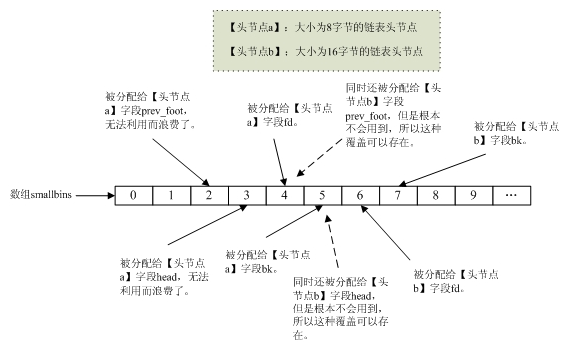 【头节点a】：大小为8字节的链表头节点
【头节点b】：大小为16字节的链表头节点
被分配给【头节点
a】字段prev_foot，
无法利用而浪费了。
被分配给【头节点
a】字段fd。
同时还被分配给【头
节点b】字段
prev_foot，但是根本
不会用到，所以这种
覆盖可以存在。
被分配给【头节点
b】字段bk。
数组smallbins
0 1 2 3 4 5 6 7 8 9 …
被分配给【头节点
a】字段head，无法
利用而浪费了。
被分配给【头节点
a】字段bk。
同时还被分配给【头
节点b】字段head，
但是根本不会用到，
所以这种覆盖可以存
在。
被分配给【头节点
b】字段fd。